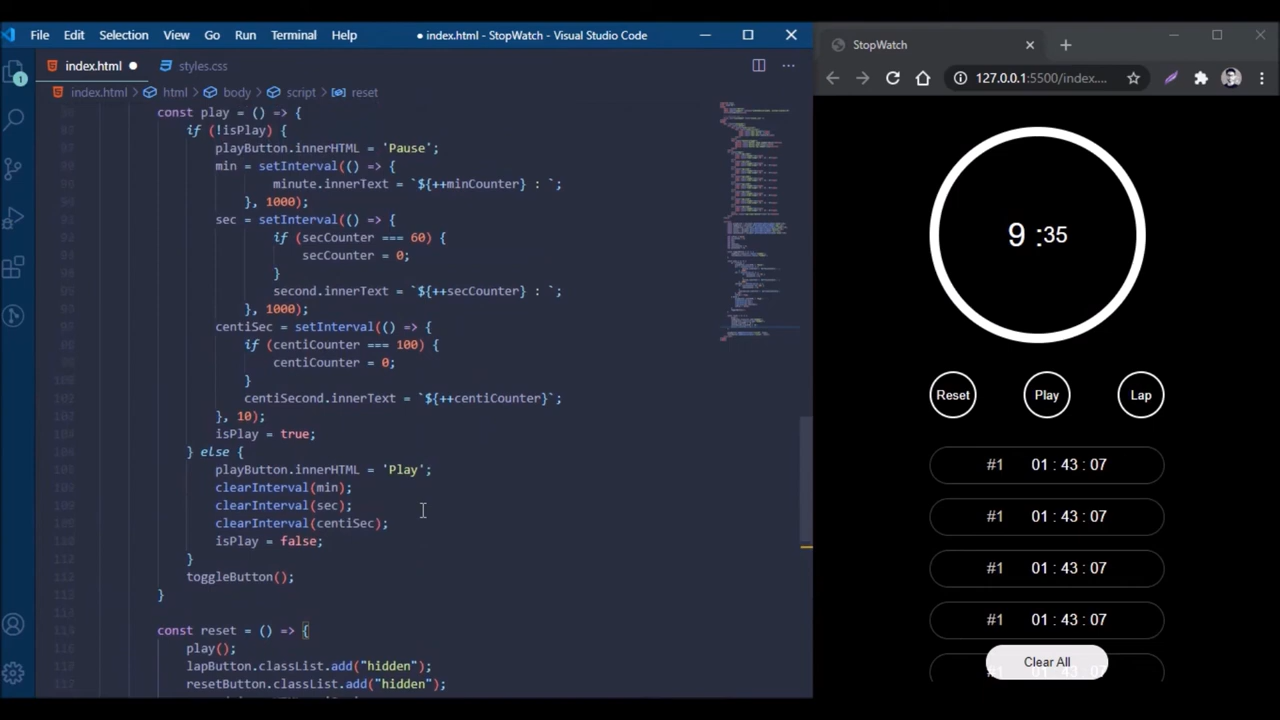 File Edit Selection View Go Run Terminal Help
● index.html - StopWatch - Visual Studio Code
index.html ●
styles.css
index.html > html > body > script > reset
const play = () => {
if (!isPlay) {
playButton.innerHTML = 'Pause';
min = setInterval(() => {
minute.innerText = `${++minCounter} : `;
}, 1000);
sec = setInterval(() => {
if (secCounter === 60) {
secCounter = 0;
}
second.innerText = `${++secCounter} : `;
}, 1000);
centiSec = setInterval(() => {
if (centiCounter === 100) {
centiCounter = 0;
}
centiSecond.innerText = `${++centiCounter}`;
}, 10);
isPlay = true;
} else {
playButton.innerHTML = 'Play';
clearInterval(min);
clearInterval(sec);
clearInterval(centiSec);
isPlay = false;
}
toggleButton();
}
const reset = () => {
play();
lapButton.classList.add("hidden");
resetButton.classList.add("hidden");
1
StopWatch
127.0.0.1:5500/index....
9 :35
Reset
Play
Lap
#1 01 : 43 : 07
#1 01 : 43 : 07
#1 01 : 43 : 07
#1 01 : 43 : 07
Clear All